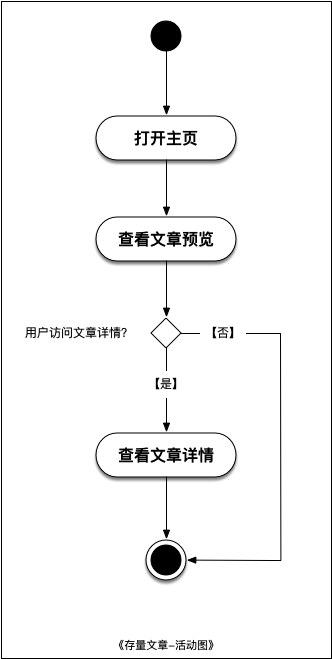 打开主页
查看文章预览
用户访问文章详情?
【否】
【是】
查看文章详情
《存量文章-活动图》